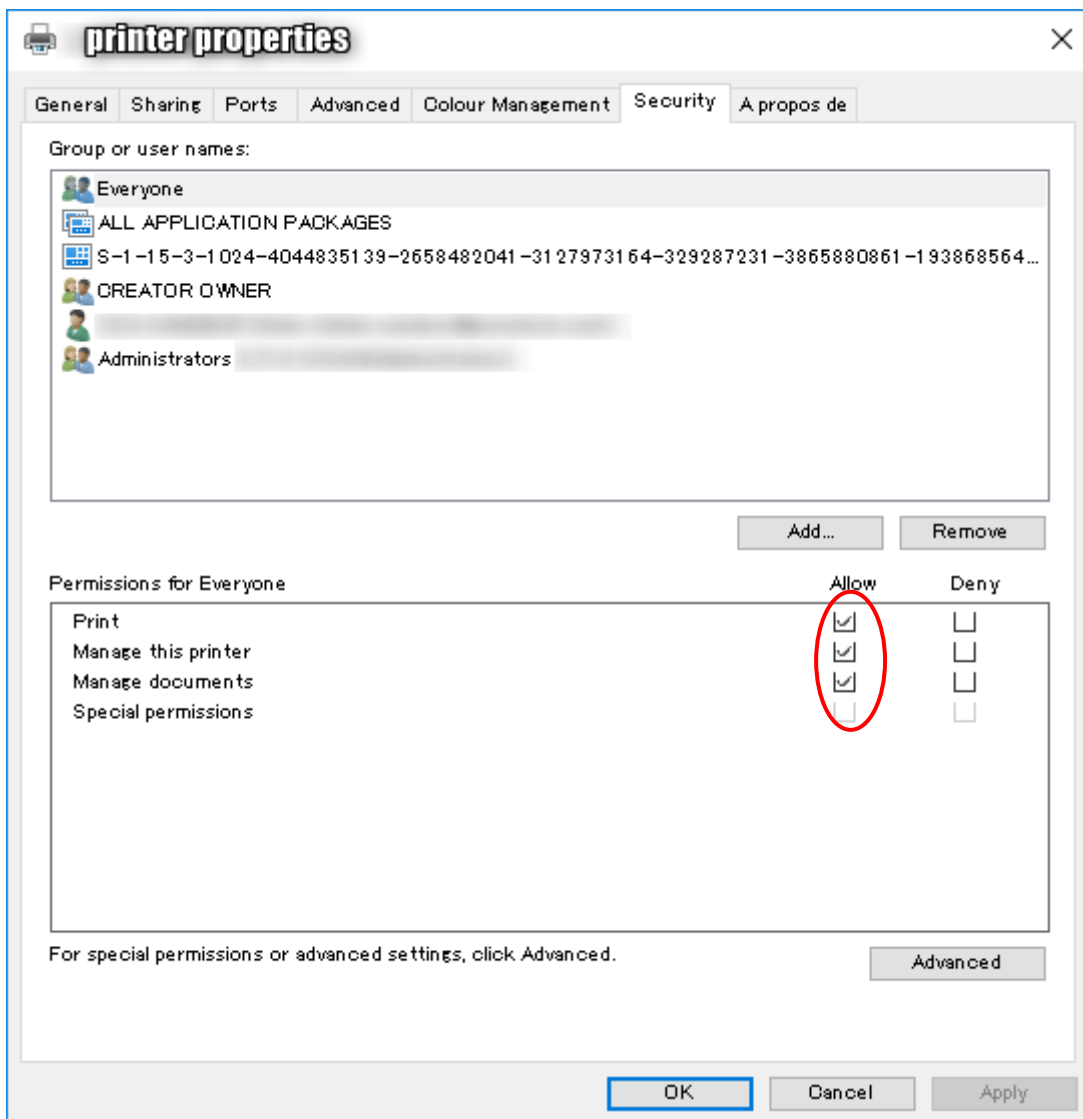 printer properties
General Sharing Ports Advanced Colour Management Security A propos de
Group or user names:
Everyone
ALL APPLICATION PACKAGES
S-1-15-3-1024-4044835139-2658482041-3127973164-329287231-3865880861-193868564...
CREATOR OWNER
Administrators
Add... Remove
Permissions for Everyone Allow Deny
Print
Manage this printer
Manage documents
Special permissions
For special permissions or advanced settings, click Advanced.
Advanced
OK Cancel Apply